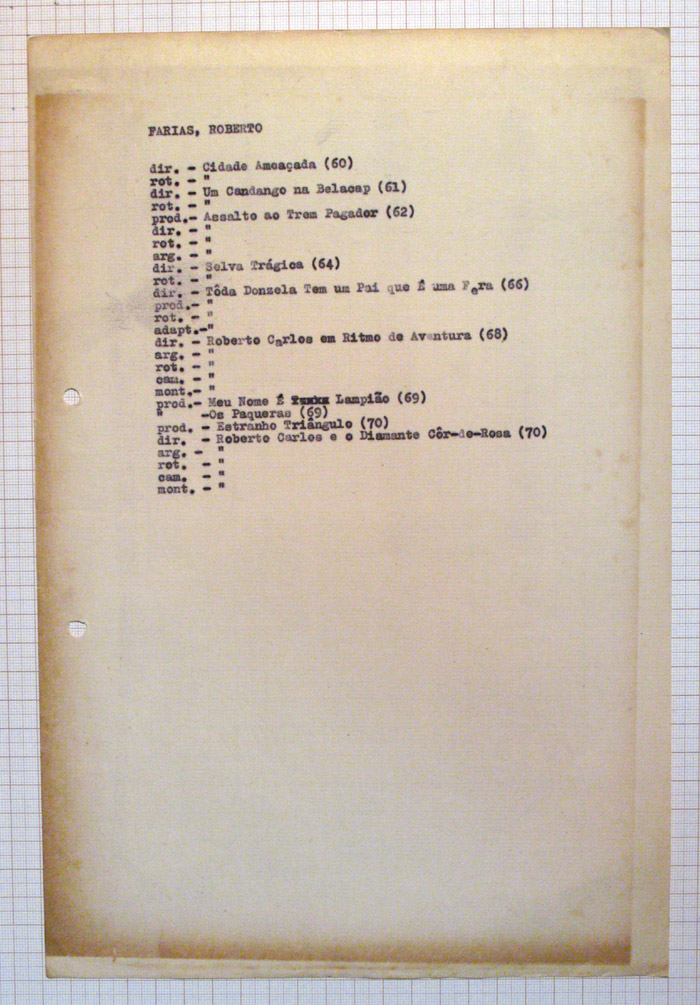 FARIAS, ROBERTO
dir. - Cidade Ameaçada (60)
rot. - "
dir. - Um Candango na Belacap (61)
rot. - "
prod.- Assalto ao Trem Pagador (62)
dir. - "
rot. - "
arg. - "
dir. - Selva Trágica (64)
rot. - "
dir. - Tôda Donzela Tem um Pai que É uma Fera (66)
prod.- "
rot. - "
adapt.-"
dir. - Roberto Carlos em Ritmo de Aventura (68)
arg. - "
rot. - "
cam. - "
mont.- "
prod.- Meu Nome É Lampião (69)
" -Os Paqueras (69)
prod. - Estranho Triângulo (70)
dir. - Roberto Carlos e o Diamante Côr-de-Rosa (70)
arg. - "
rot. - "
cam. - "
mont. - "